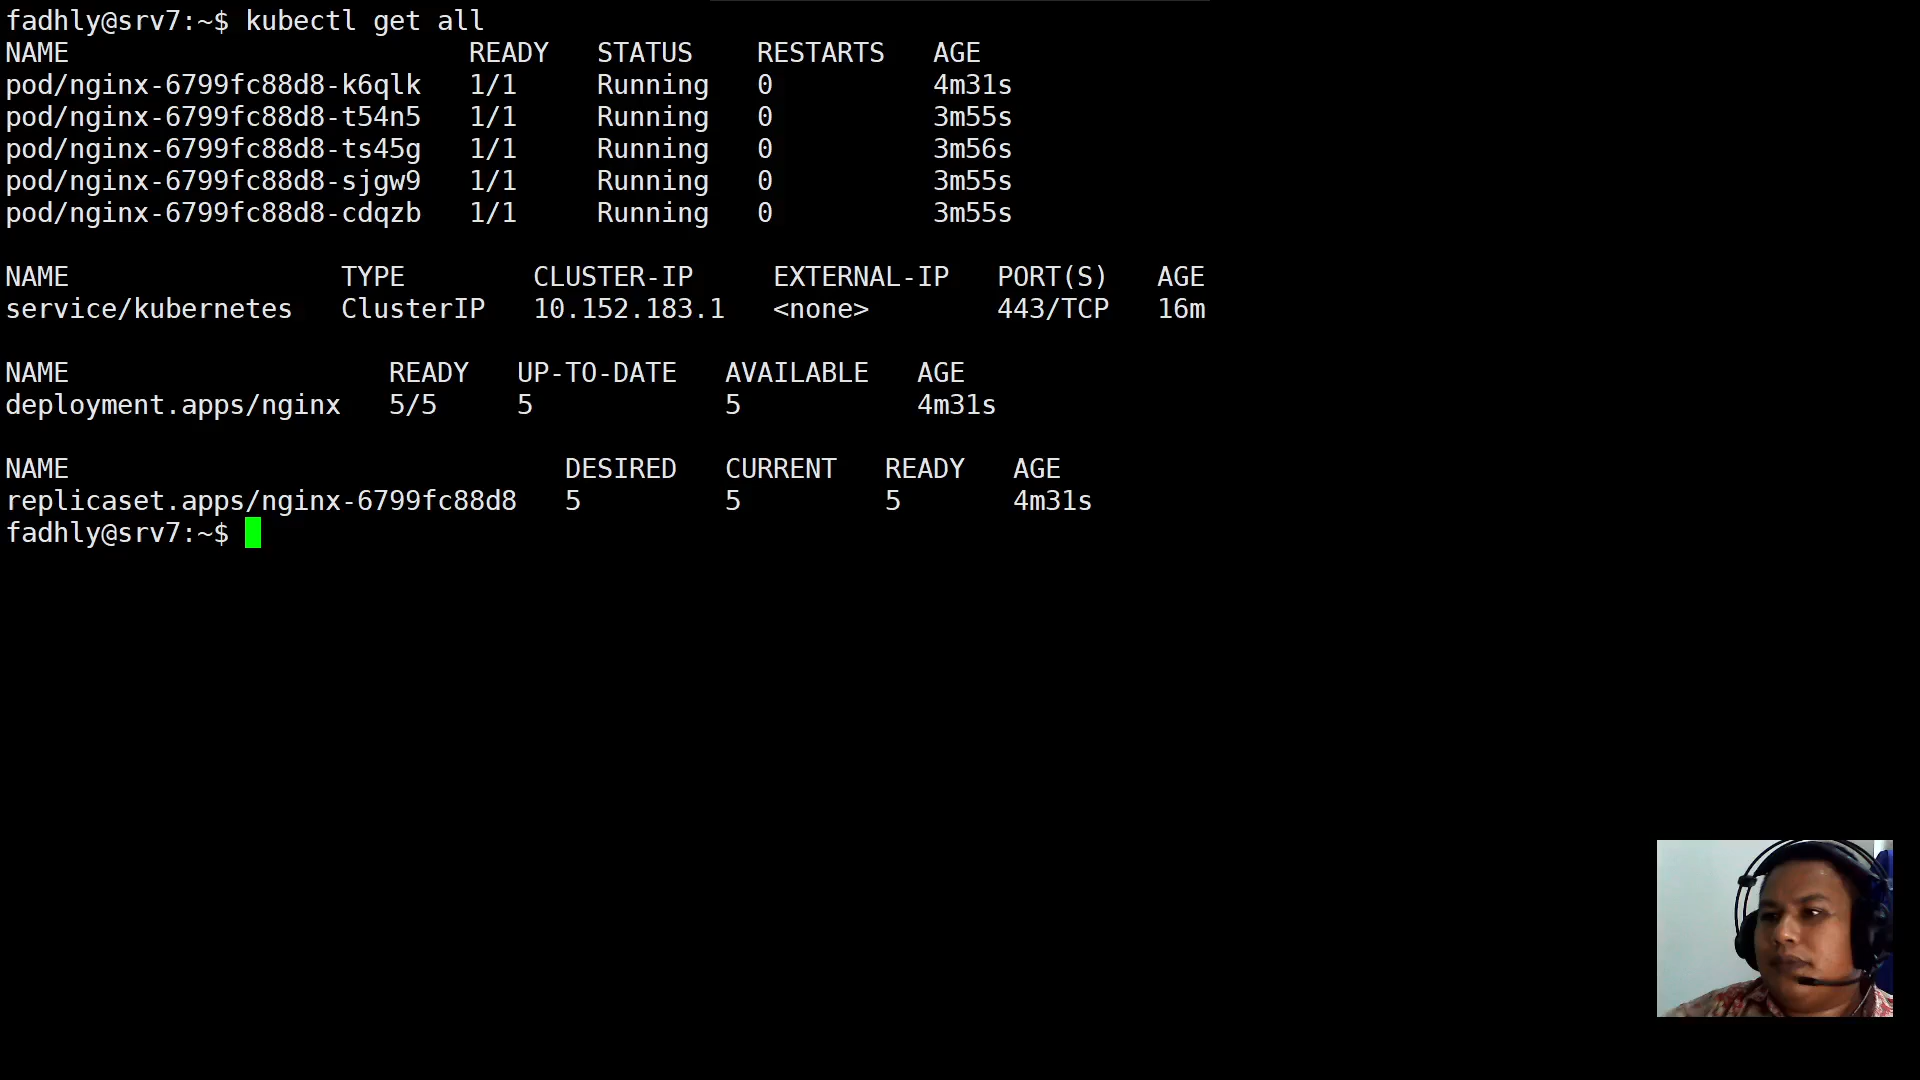 fadhly@srv7:~$ kubectl get all
NAME                         READY   STATUS    RESTARTS   AGE
pod/nginx-6799fc88d8-k6qlk   1/1     Running   0          4m31s
pod/nginx-6799fc88d8-t54n5   1/1     Running   0          3m55s
pod/nginx-6799fc88d8-ts45g   1/1     Running   0          3m56s
pod/nginx-6799fc88d8-sjgw9   1/1     Running   0          3m55s
pod/nginx-6799fc88d8-cdqzb   1/1     Running   0          3m55s
NAME                 TYPE        CLUSTER-IP     EXTERNAL-IP   PORT(S)   AGE
service/kubernetes   ClusterIP   10.152.183.1   <none>        443/TCP   16m
NAME                    READY   UP-TO-DATE   AVAILABLE   AGE
deployment.apps/nginx   5/5     5            5           4m31s
NAME                               DESIRED   CURRENT   READY   AGE
replicaset.apps/nginx-6799fc88d8   5         5         5       4m31s
fadhly@srv7:~$